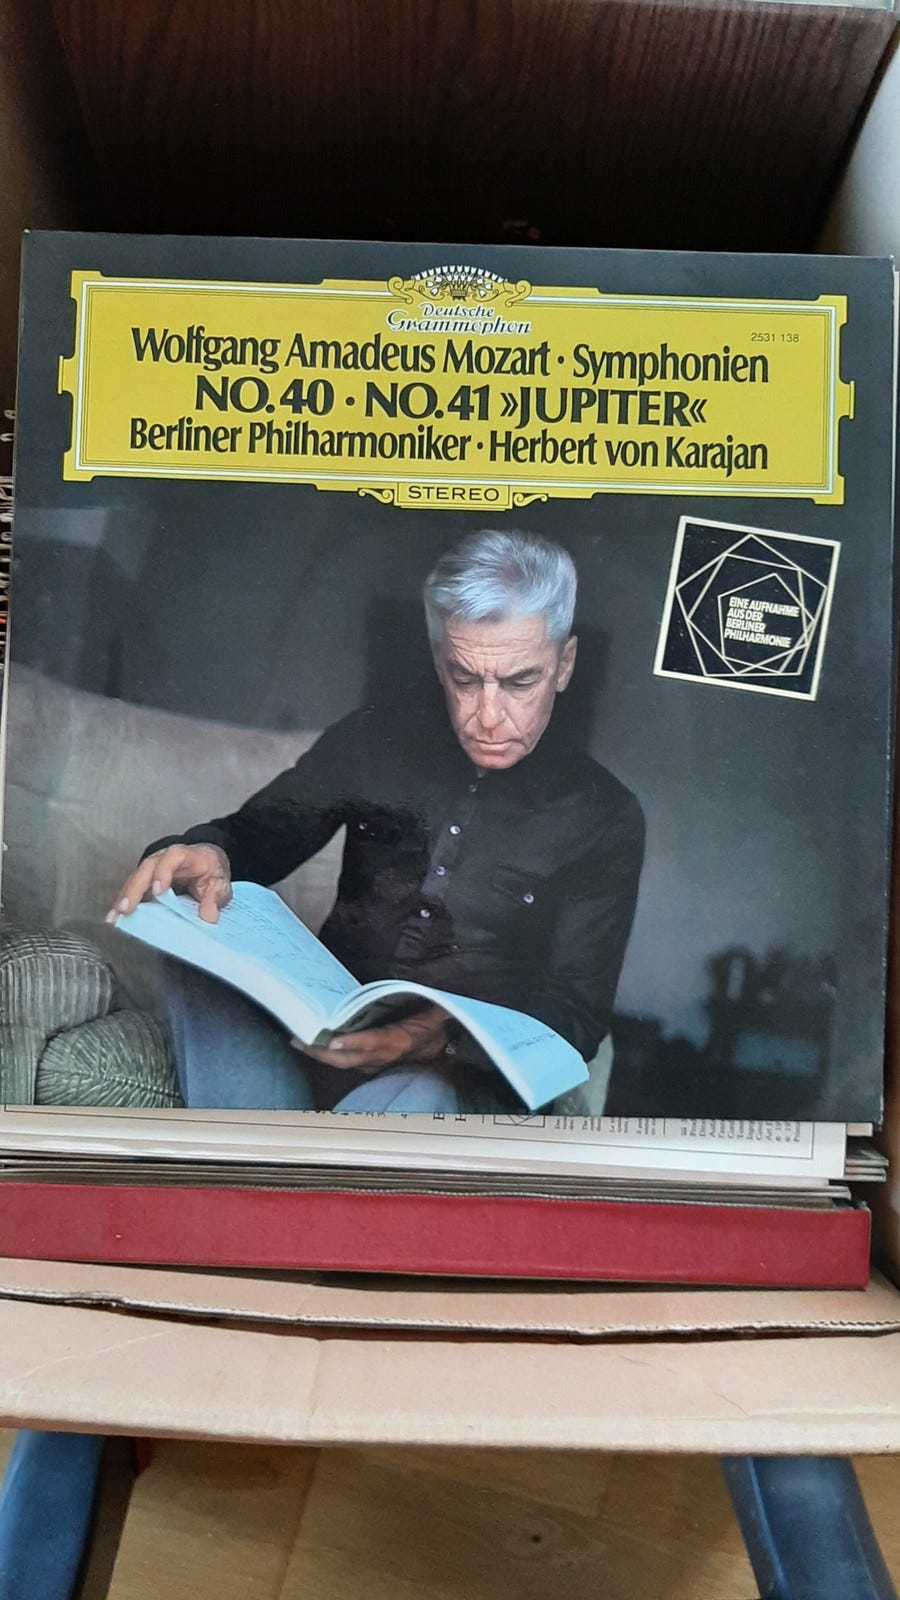 Deutsche
Grammophon
2531 138
Wolfgang Amadeus Mozart · Symphonien
NO. 40 · NO. 41 »JUPITER«
Berliner Philharmoniker · Herbert von Karajan
STEREO
EINE AUFNAHME
AUS DER
BERLINER
PHILHARMONIE